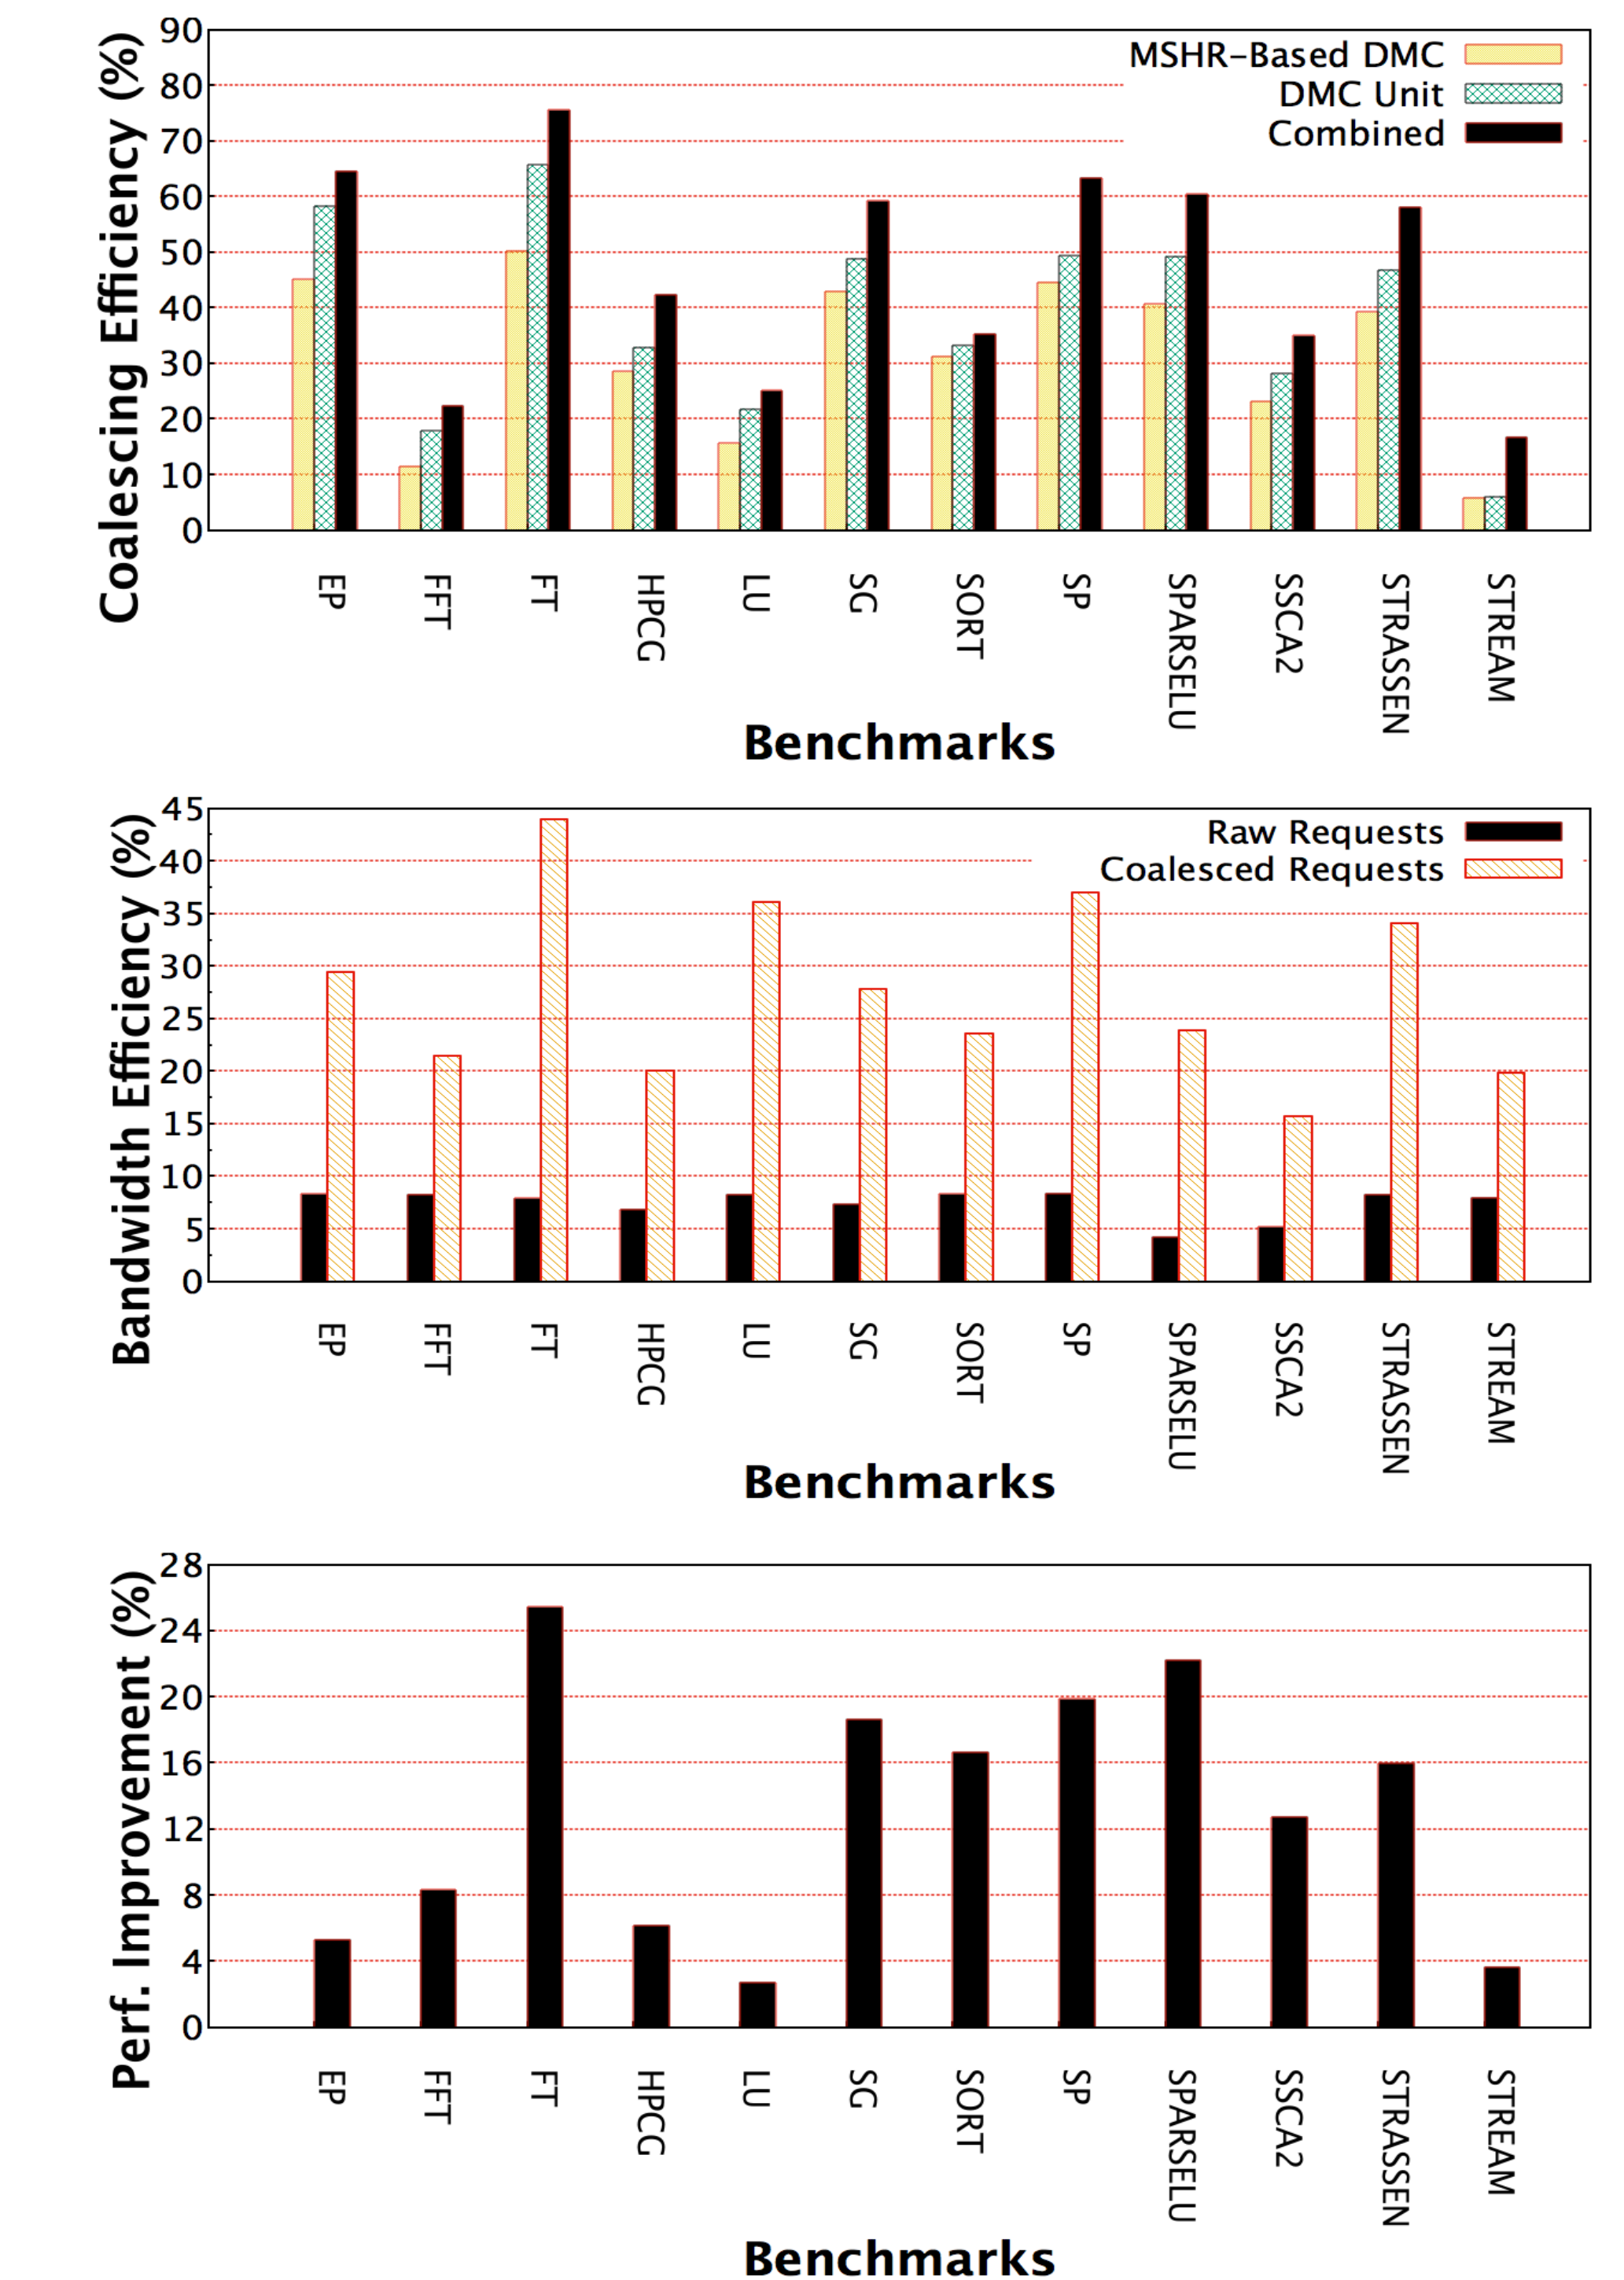 Coalescing Efficiency (%)
90
80
70
60
50
40
30
20
10
0
MSHR-Based DMC
DMC Unit
Combined
EP
FFT
FT
HPCG
LU
SG
SORT
SP
SPARSELU
SSCA2
STRASSEN
STREAM
Benchmarks
Bandwidth Efficiency (%)
45
40
35
30
25
20
15
10
5
0
Raw Requests
Coalesced Requests
EP
FFT
FT
HPCG
LU
SG
SORT
SP
SPARSELU
SSCA2
STRASSEN
STREAM
Benchmarks
Perf. Improvement (%)
28
24
20
16
12
8
4
0
EP
FFT
FT
HPCG
LU
SG
SORT
SP
SPARSELU
SSCA2
STRASSEN
STREAM
Benchmarks